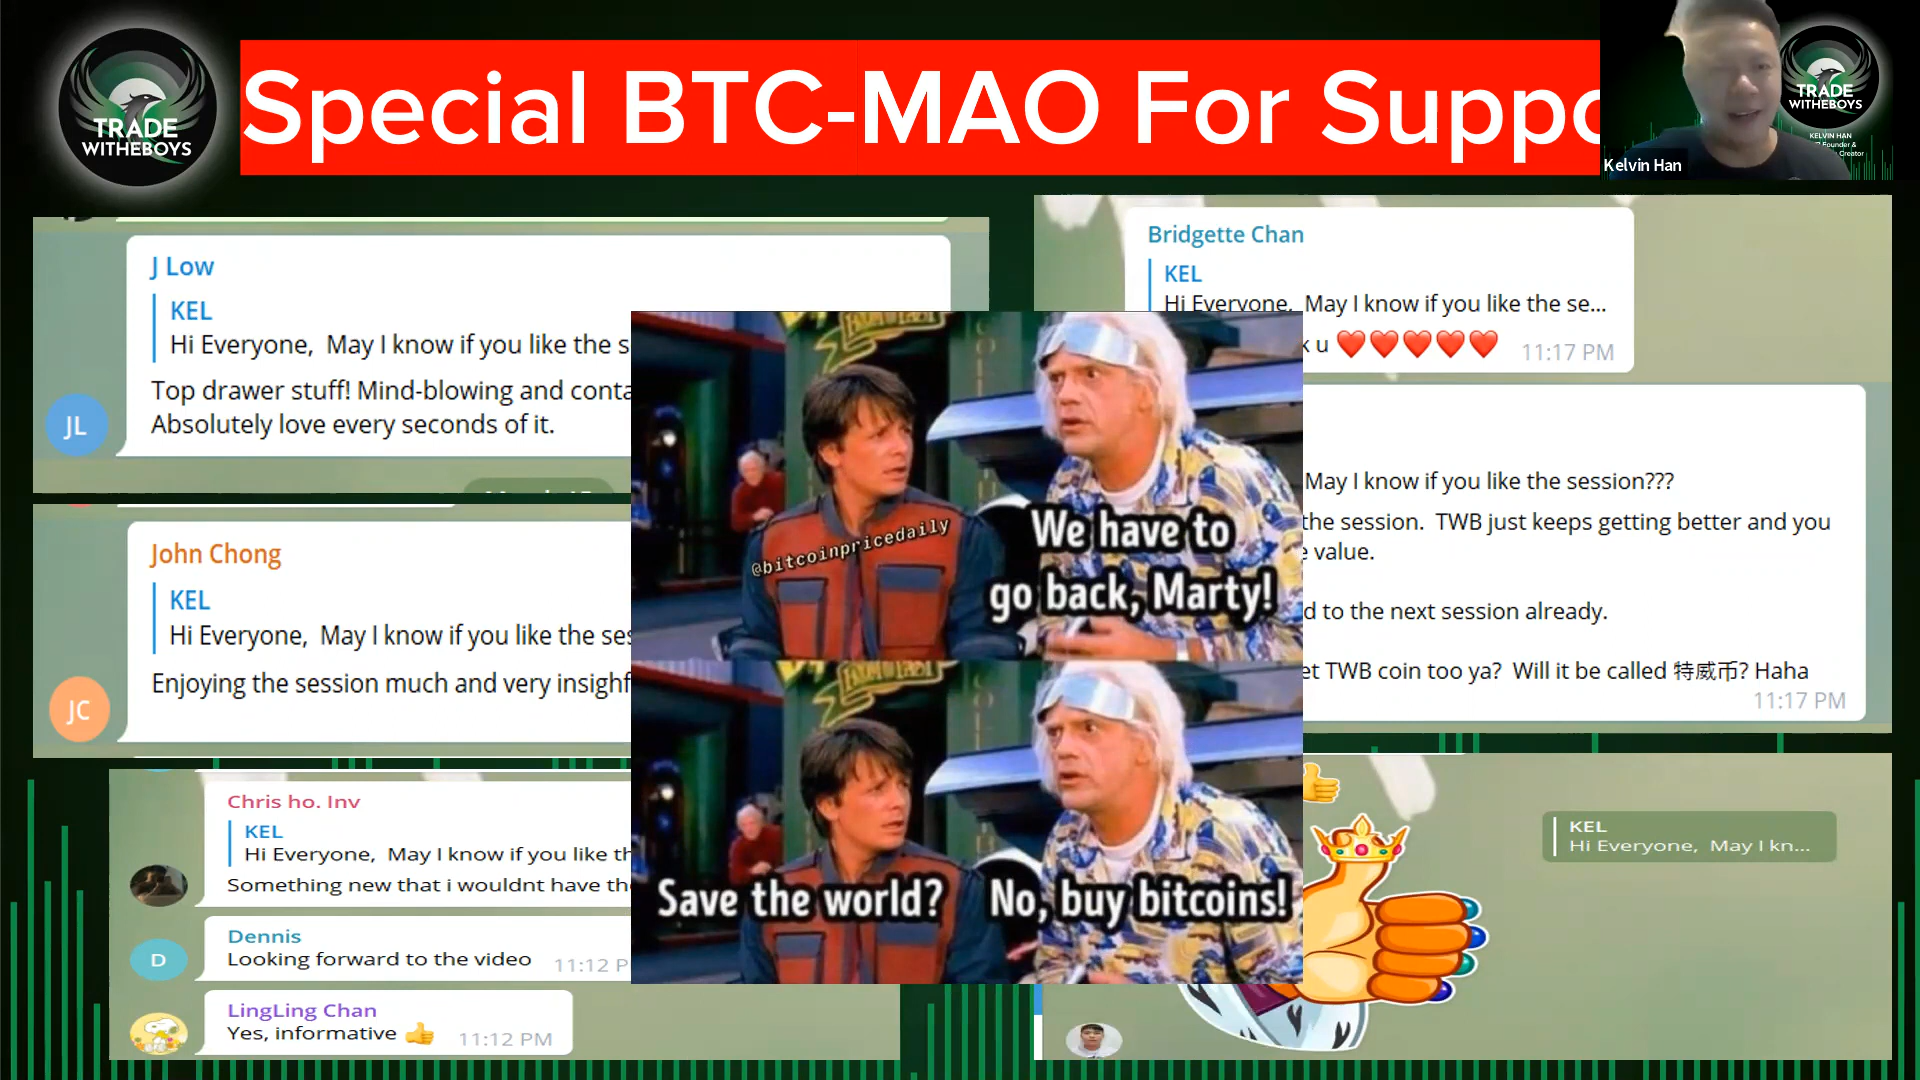 TRADE
WITHEBOYS
Special BTC-MAO For Suppo
TRADE
WITHEBOYS
KELVIN HAN
Founder &
Creator
Kelvin Han
J Low
KEL
Hi Everyone, May I know if you like the s
Top drawer stuff! Mind-blowing and conta
Absolutely love every seconds of it.
JL
John Chong
KEL
Hi Everyone, May I know if you like the se
Enjoying the session much and very insighf
JC
Chris ho. Inv
KEL
Hi Everyone, May I know if you like th
Something new that i wouldnt have th
Dennis
D
Looking forward to the video 11:12 P
LingLing Chan
Yes, informative 👍 11:12 PM
Bridgette Chan
KEL
Hi Everyone, May I know if you like the se...
u ❤️❤️❤️❤️❤️ 11:17 PM
May I know if you like the session???
the session. TWB just keeps getting better and you
value.
d to the next session already.
et TWB coin too ya? Will it be called 特威币? Haha
11:17 PM
KEL
Hi Everyone, May I kn...
@bitcoinpricedaily
We have to
go back, Marty!
Save the world?
No, buy bitcoins!